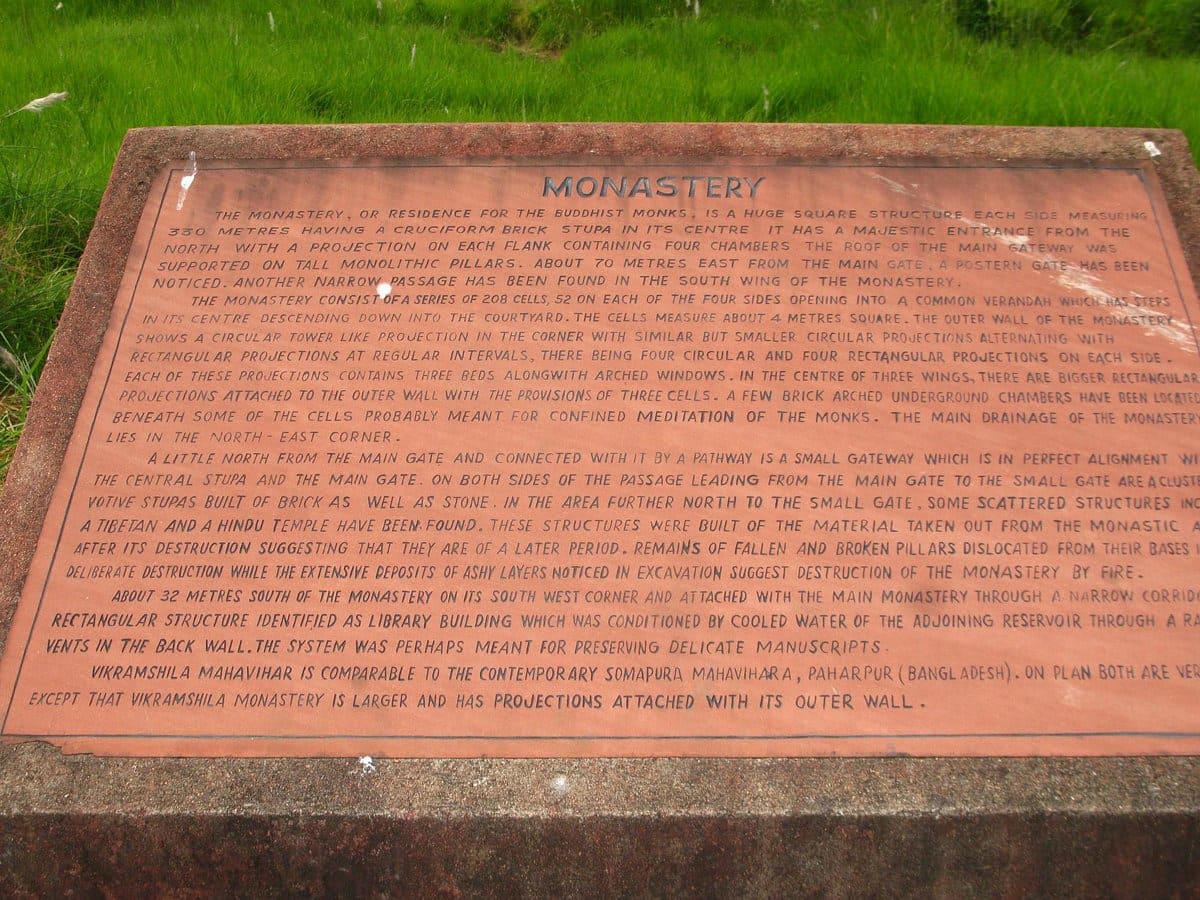 MONASTERY
THE MONASTERY, OR RESIDENCE FOR THE BUDDHIST MONKS, IS A HUGE SQUARE STRUCTURE EACH SIDE MEASURING
330 METRES HAVING A CRUCIFORM BRICK STUPA IN ITS CENTRE IT HAS A MAJESTIC ENTRANCE FROM THE
NORTH WITH A PROJECTION ON EACH FLANK CONTAINING FOUR CHAMBERS THE ROOF OF THE MAIN GATEWAY WAS
SUPPORTED ON TALL MONOLITHIC PILLARS. ABOUT 70 METRES EAST FROM THE MAIN GATE, A POSTERN GATE HAS BEEN
NOTICED. ANOTHER NARROW PASSAGE HAS BEEN FOUND IN THE SOUTH WING OF THE MONASTERY.
THE MONASTERY CONSIST OF A SERIES OF 208 CELLS, 52 ON EACH OF THE FOUR SIDES OPENING INTO A COMMON VERANDAH WHICH HAS STEPS
IN ITS CENTRE DESCENDING DOWN INTO THE COURTYARD. THE CELLS MEASURE ABOUT 4 METRES SQUARE. THE OUTER WALL OF THE MONASTERY
SHOWS A CIRCULAR TOWER LIKE PROJECTION IN THE CORNER WITH SIMILAR BUT SMALLER CIRCULAR PROJECTIONS ALTERNATING WITH
RECTANGULAR PROJECTIONS AT REGULAR INTERVALS, THERE BEING FOUR CIRCULAR AND FOUR RECTANGULAR PROJECTIONS ON EACH SIDE.
EACH OF THESE PROJECTIONS CONTAINS THREE BEDS ALONGWITH ARCHED WINDOWS. IN THE CENTRE OF THREE WINGS, THERE ARE BIGGER RECTANGULAR
PROJECTIONS ATTACHED TO THE OUTER WALL WITH THE PROVISIONS OF THREE CELLS. A FEW BRICK ARCHED UNDERGROUND CHAMBERS HAVE BEEN LOCATED
BENEATH SOME OF THE CELLS PROBABLY MEANT FOR CONFINED MEDITATION OF THE MONKS. THE MAIN DRAINAGE OF THE MONASTERY
LIES IN THE NORTH-EAST CORNER.
A LITTLE NORTH FROM THE MAIN GATE AND CONNECTED WITH IT BY A PATHWAY IS A SMALL GATEWAY WHICH IS IN PERFECT ALIGNMENT
THE CENTRAL STUPA AND THE MAIN GATE. ON BOTH SIDES OF THE PASSAGE LEADING FROM THE MAIN GATE TO THE SMALL GATE ARE A
VOTIVE STUPAS BUILT OF BRICK AS WELL AS STONE. IN THE AREA FURTHER NORTH TO THE SMALL GATE, SOME SCATTERED STRUCTURES
A TIBETAN AND A HINDU TEMPLE HAVE BEEN FOUND. THESE STRUCTURES WERE BUILT OF THE MATERIAL TAKEN OUT FROM THE MONASTIC
AFTER ITS DESTRUCTION SUGGESTING THAT THEY ARE OF A LATER PERIOD. REMAINS OF FALLEN AND BROKEN PILLARS DISLOCATED FROM THEIR BASES
DELIBERATE DESTRUCTION WHILE THE EXTENSIVE DEPOSITS OF ASHY LAYERS NOTICED IN EXCAVATION SUGGEST DESTRUCTION OF THE MONASTERY BY FIRE.
ABOUT 32 METRES SOUTH OF THE MONASTERY ON ITS SOUTH WEST CORNER AND ATTACHED WITH THE MAIN MONASTERY THROUGH A NARROW
RECTANGULAR STRUCTURE IDENTIFIED AS LIBRARY BUILDING WHICH WAS CONDITIONED BY COOLED WATER OF THE ADJOINING RESERVOIR THROUGH A
VENTS IN THE BACK WALL. THE SYSTEM WAS PERHAPS MEANT FOR PRESERVING DELICATE MANUSCRIPTS.
VIKRAMSHILA MAHAVIHAR IS COMPARABLE TO THE CONTEMPORARY SOMAPURA MAHAVIHARA, PAHARPUR (BANGLADESH). ON PLAN BOTH ARE
EXCEPT THAT VIKRAMSHILA MONASTERY IS LARGER AND HAS PROJECTIONS ATTACHED WITH ITS OUTER WALL.